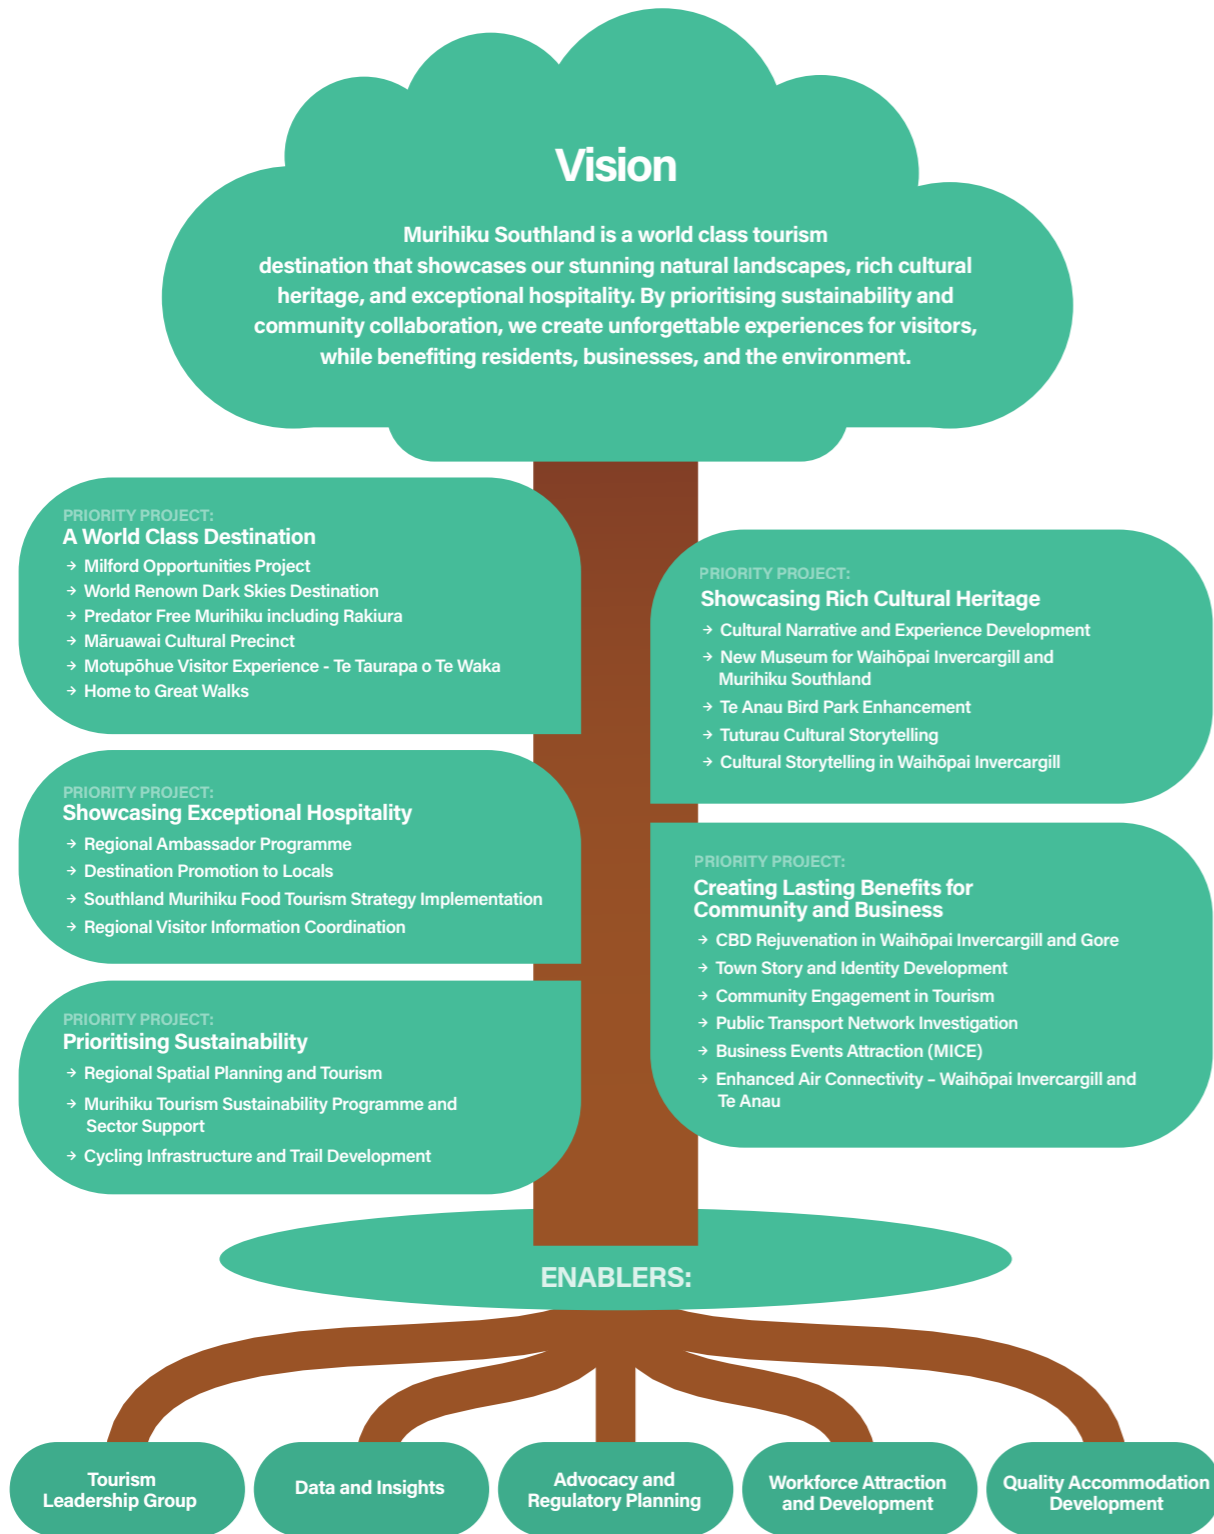 Vision
Murihiku Southland is a world class tourism
destination that showcases our stunning natural landscapes, rich cultural
heritage, and exceptional hospitality. By prioritising sustainability and
community collaboration, we create unforgettable experiences for visitors,
while benefiting residents, businesses, and the environment.
PRIORITY PROJECT:
A World Class Destination
→ Milford Opportunities Project
→ World Renown Dark Skies Destination
→ Predator Free Murihiku including Rakiura
→ Māruawai Cultural Precinct
→ Motupōhue Visitor Experience - Te Taurapa o Te Waka
→ Home to Great Walks
PRIORITY PROJECT:
Showcasing Rich Cultural Heritage
→ Cultural Narrative and Experience Development
→ New Museum for Waihōpai Invercargill and
Murihiku Southland
→ Te Anau Bird Park Enhancement
→ Tuturau Cultural Storytelling
→ Cultural Storytelling in Waihōpai Invercargill
PRIORITY PROJECT:
Showcasing Exceptional Hospitality
→ Regional Ambassador Programme
→ Destination Promotion to Locals
→ Southland Murihiku Food Tourism Strategy Implementation
→ Regional Visitor Information Coordination
PRIORITY PROJECT:
Creating Lasting Benefits for
Community and Business
→ CBD Rejuvenation in Waihōpai Invercargill and Gore
→ Town Story and Identity Development
→ Community Engagement in Tourism
→ Public Transport Network Investigation
→ Business Events Attraction (MICE)
→ Enhanced Air Connectivity – Waihōpai Invercargill and
Te Anau
PRIORITY PROJECT:
Prioritising Sustainability
→ Regional Spatial Planning and Tourism
→ Murihiku Tourism Sustainability Programme and
Sector Support
→ Cycling Infrastructure and Trail Development
ENABLERS:
Tourism
Leadership Group
Data and Insights
Advocacy and
Regulatory Planning
Workforce Attraction
and Development
Quality Accommodation
Development